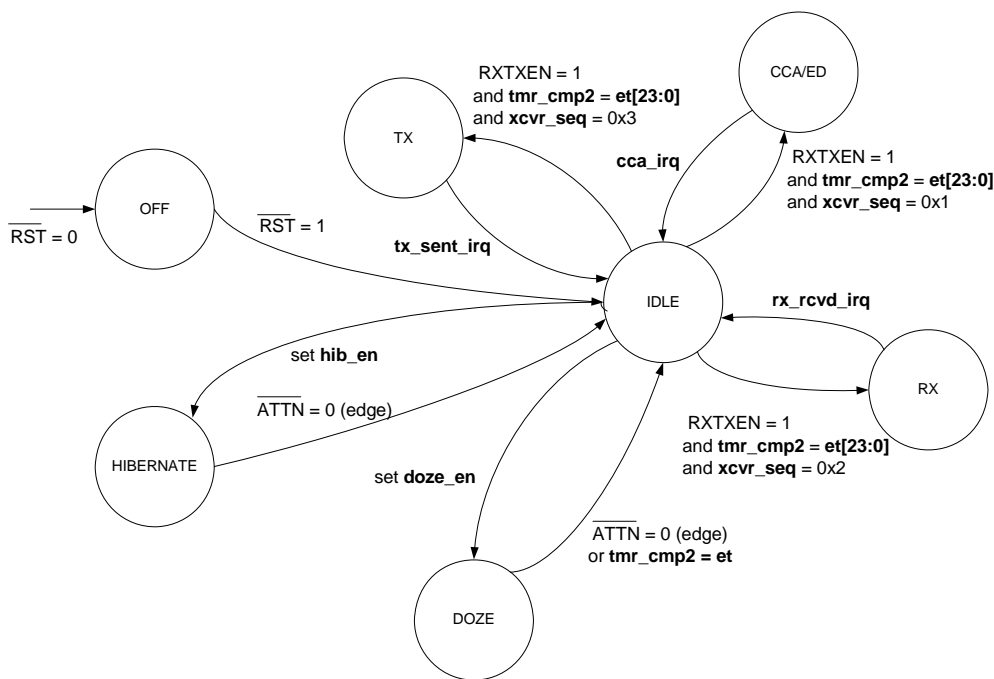 CCA/ED
RXTXEN = 1
and tmr_cmp2 = et[23:0]
and xcvr_seq = 0x3
TX
cca_irq
RXTXEN = 1
and tmr_cmp2 = et[23:0]
and xcvr_seq = 0x1
OFF
RST = 0
RST = 1
tx_sent_irq
IDLE
rx_rcvd_irq
set hib_en
ATTN = 0 (edge)
RX
RXTXEN = 1
and tmr_cmp2 = et[23:0]
and xcvr_seq = 0x2
HIBERNATE
set doze_en
ATTN = 0 (edge)
or tmr_cmp2 = et
DOZE